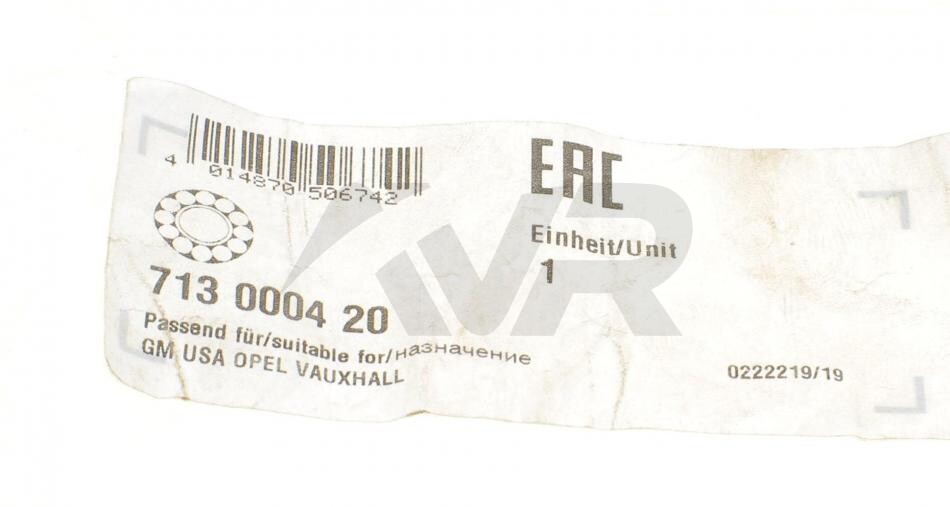 4 014870 506742
EAC
Einheit/Unit
1
713 0004 20
Passend für/suitable for/назначение
GM USA OPEL VAUXHALL
0222219/19
VR